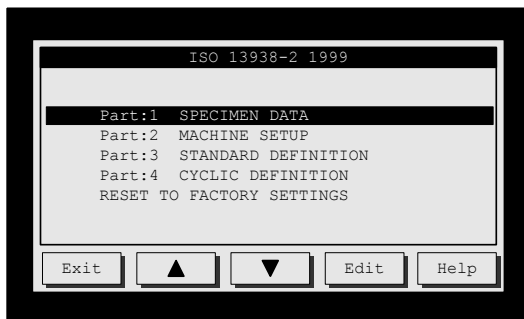 ISO 13938-2 1999
Part:1 SPECIMEN DATA
Part:2 MACHINE SETUP
Part:3 STANDARD DEFINITION
Part:4 CYCLIC DEFINITION
RESET TO FACTORY SETTINGS
Exit ▲ ▼ Edit Help